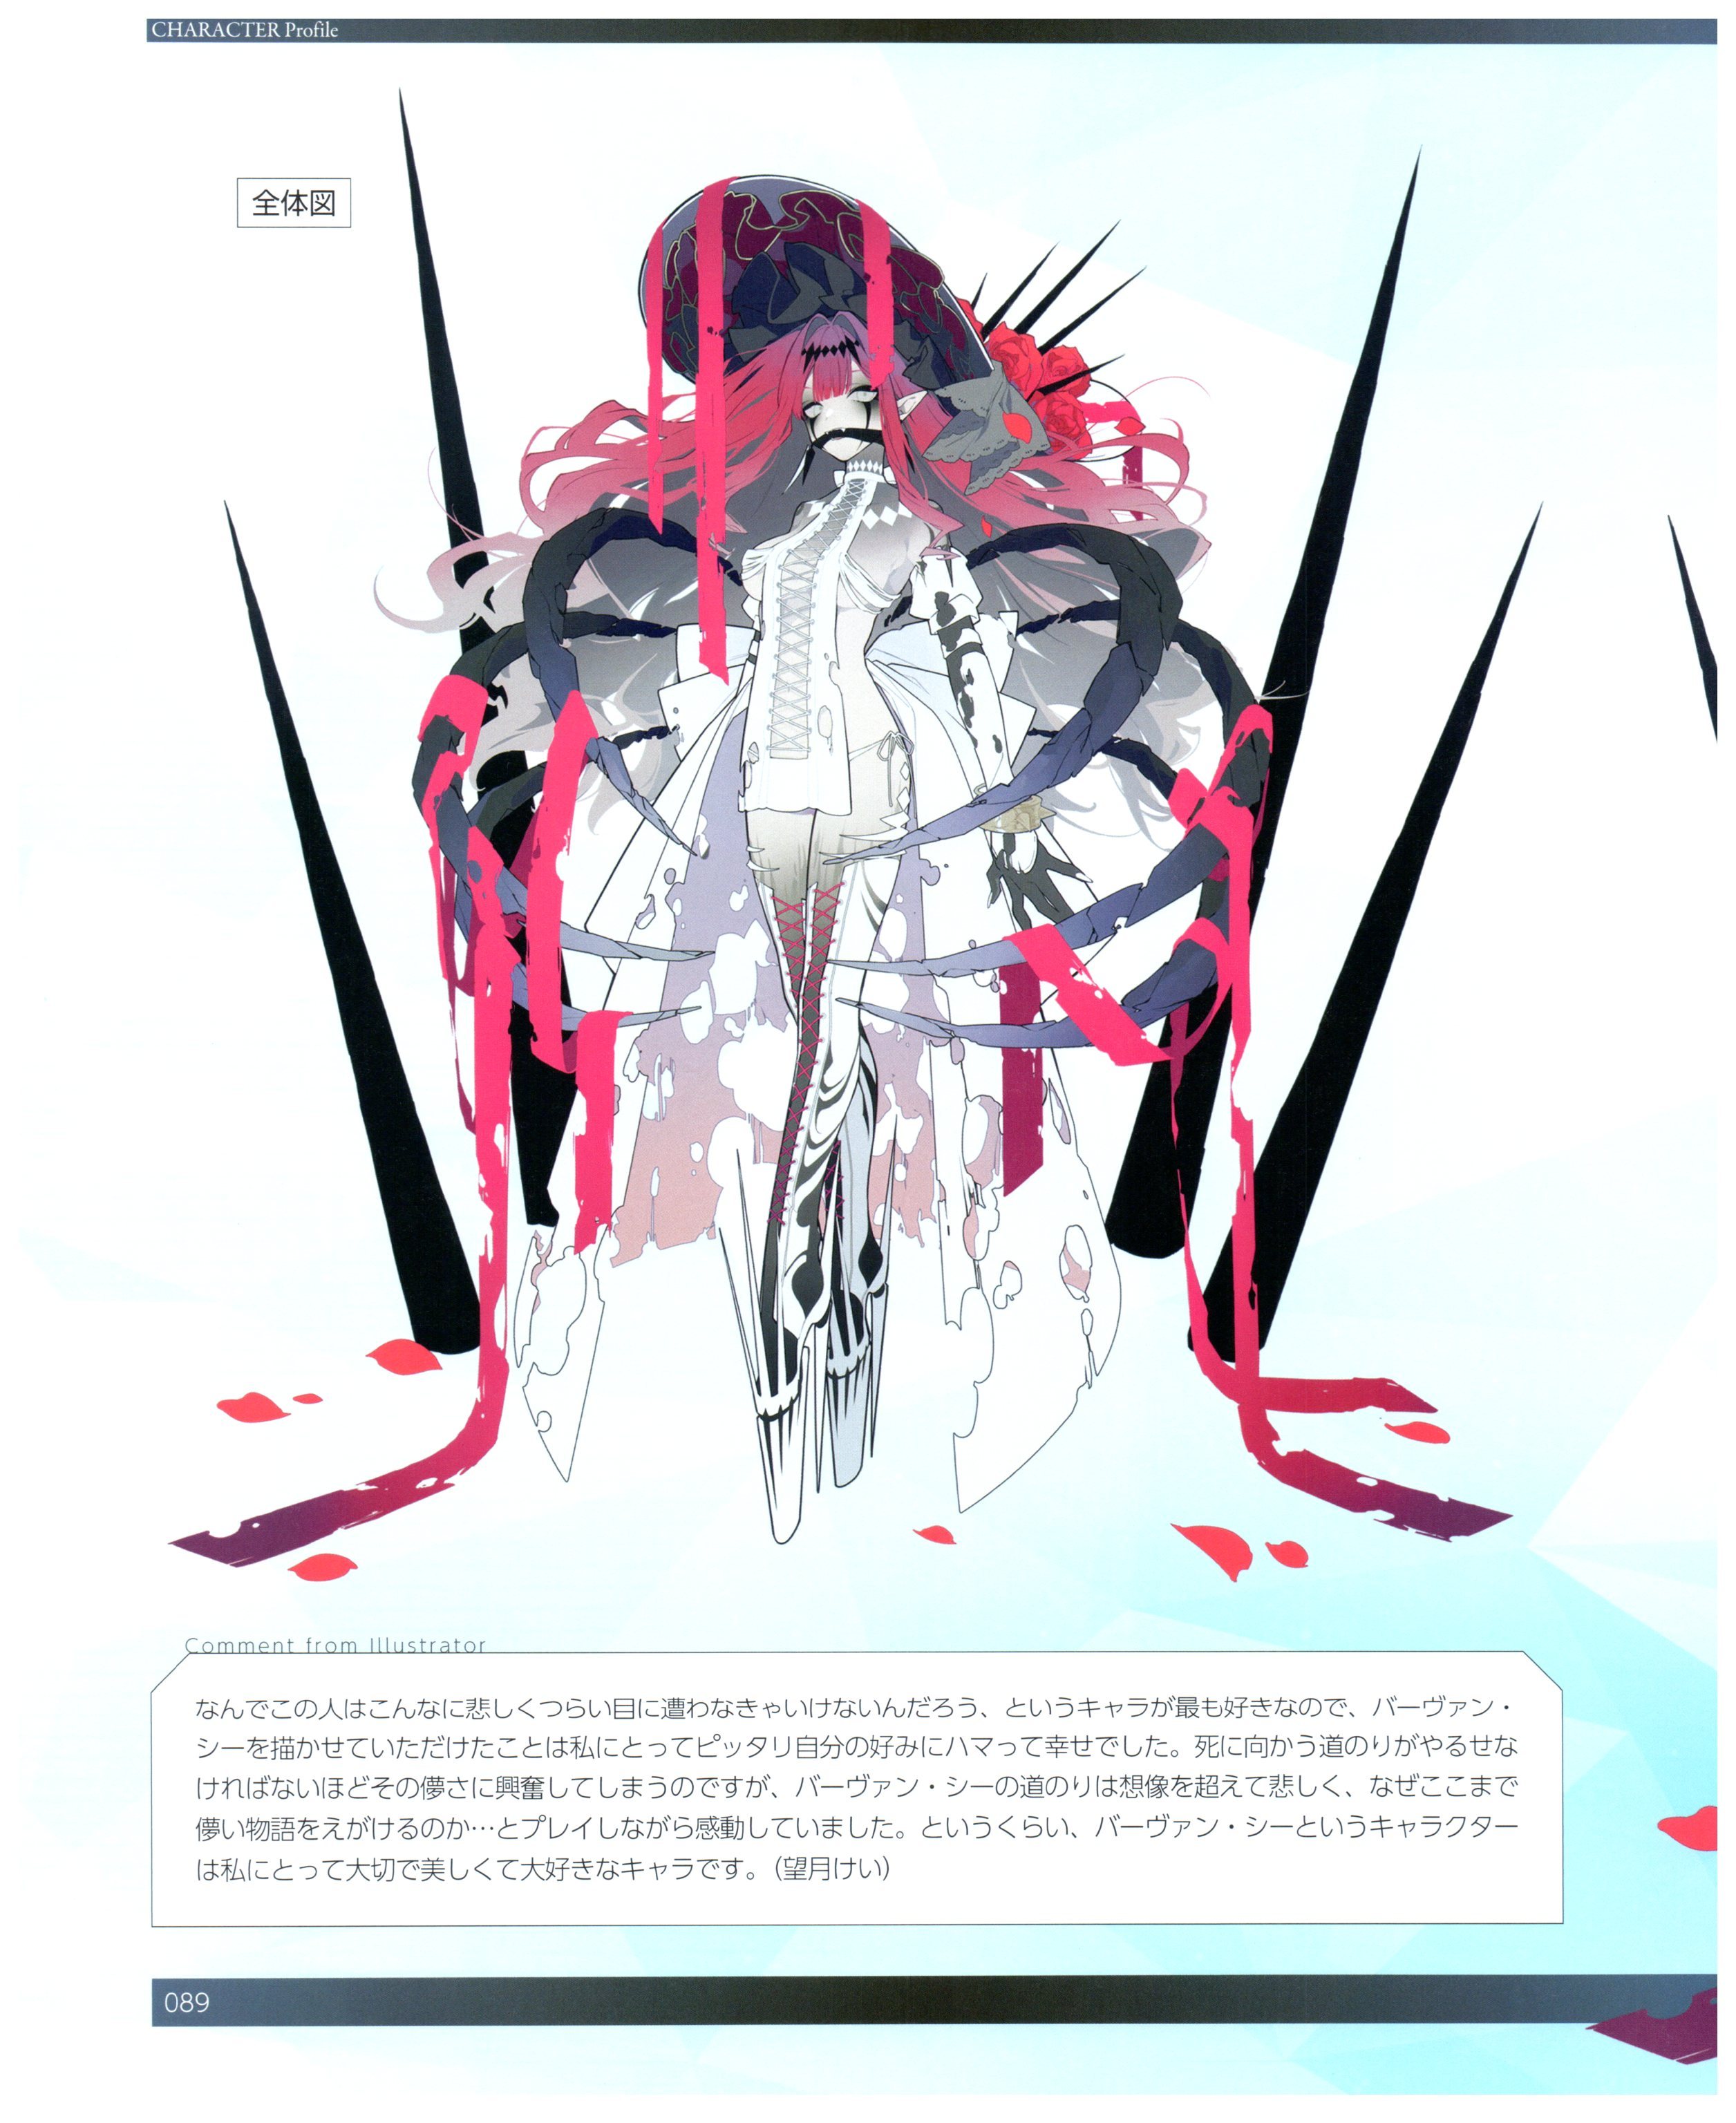 CHARACTER Profile
全体図
Comment from Illustrator
なんでこの人はこんなに悲しくつらい目に遭わなきゃいけないんだろう、というキャラが最も好きなので、バーヴァン・
シーを描かせていただけたことは私にとってピッタリ自分の好みにハマって幸せでした。死に向かう道のりがやるせな
ければないほどその儚さに興奮してしまうのですが、バーヴァン・シーの道のりは想像を超えて悲しく、なぜここまで
儚い物語をえがけるのか…とプレイしながら感動していました。というくらい、バーヴァン・シーというキャラクター
は私にとって大切で美しくて大好きなキャラです。（望月けい）
089